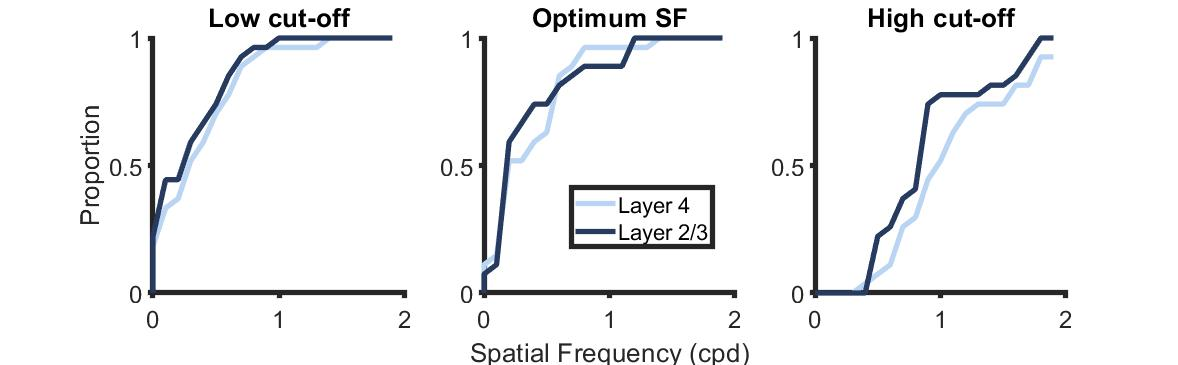 Low cut-off
Optimum SF
High cut-off
1
1
1
Proportion
0.5
0.5
0.5
Layer 4
Layer 2/3
0
0
0
0
1
2
0
1
2
0
1
2
Spatial Frequency (cpd)